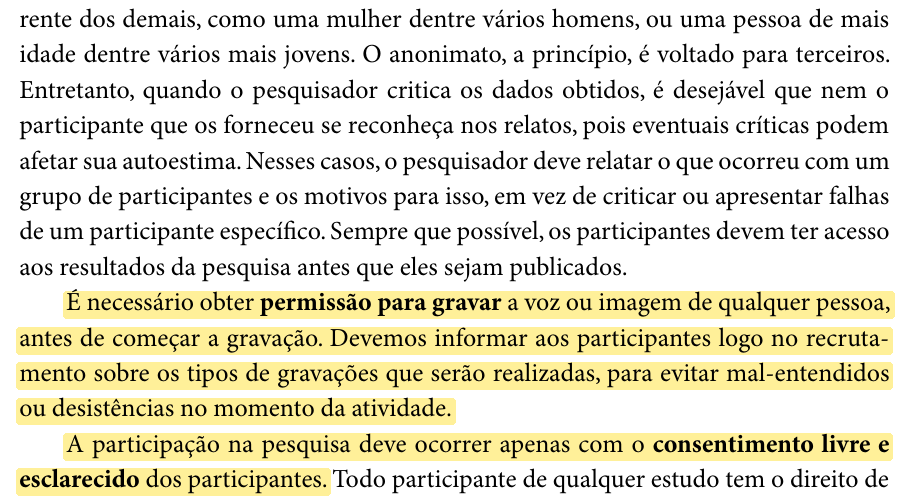 rente dos demais, como uma mulher dentre vários homens, ou uma pessoa de mais
idade dentre vários mais jovens. O anonimato, a princípio, é voltado para terceiros.
Entretanto, quando o pesquisador critica os dados obtidos, é desejável que nem o
participante que os forneceu se reconheça nos relatos, pois eventuais críticas podem
afetar sua autoestima. Nesses casos, o pesquisador deve relatar o que ocorreu com um
grupo de participantes e os motivos para isso, em vez de criticar ou apresentar falhas
de um participante específico. Sempre que possível, os participantes devem ter acesso
aos resultados da pesquisa antes que eles sejam publicados.
É necessário obter permissão para gravar a voz ou imagem de qualquer pessoa,
antes de começar a gravação. Devemos informar aos participantes logo no recruta-
mento sobre os tipos de gravações que serão realizadas, para evitar mal-entendidos
ou desistências no momento da atividade.
A participação na pesquisa deve ocorrer apenas com o consentimento livre e
esclarecido dos participantes. Todo participante de qualquer estudo tem o direito de